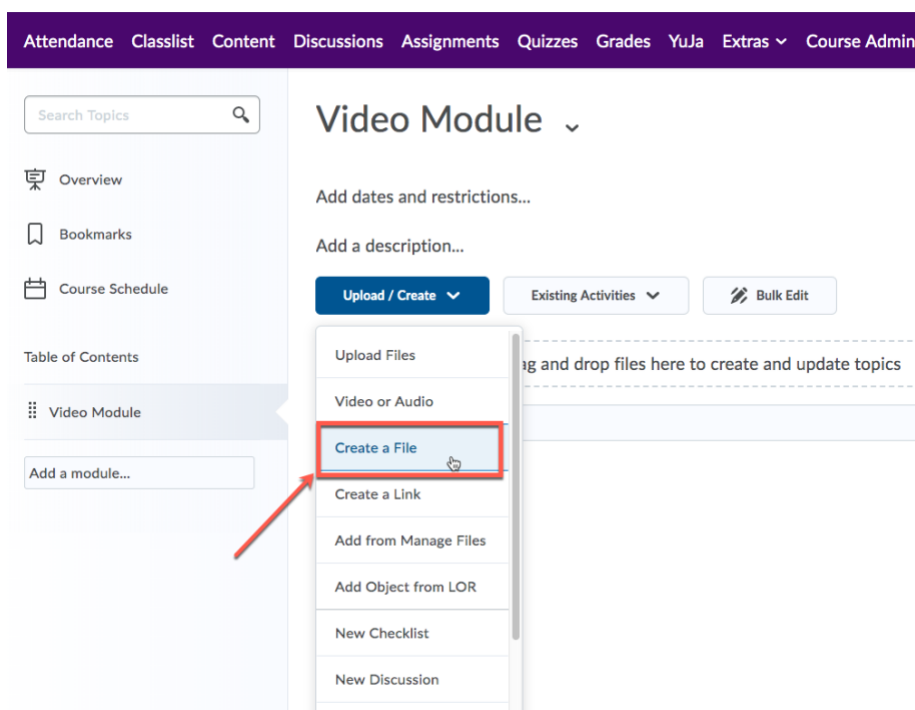 Attendance Classlist Content Discussions Assignments Quizzes Grades YuJa Extras Course Admin
Search Topics
Overview
Bookmarks
Course Schedule
Table of Contents
Video Module
Add a module...
Video Module
Add dates and restrictions...
Add a description...
Upload / Create Existing Activities Bulk Edit
ag and drop files here to create and update topics
Upload Files
Video or Audio
Create a File
Create a Link
Add from Manage Files
Add Object from LOR
New Checklist
New Discussion